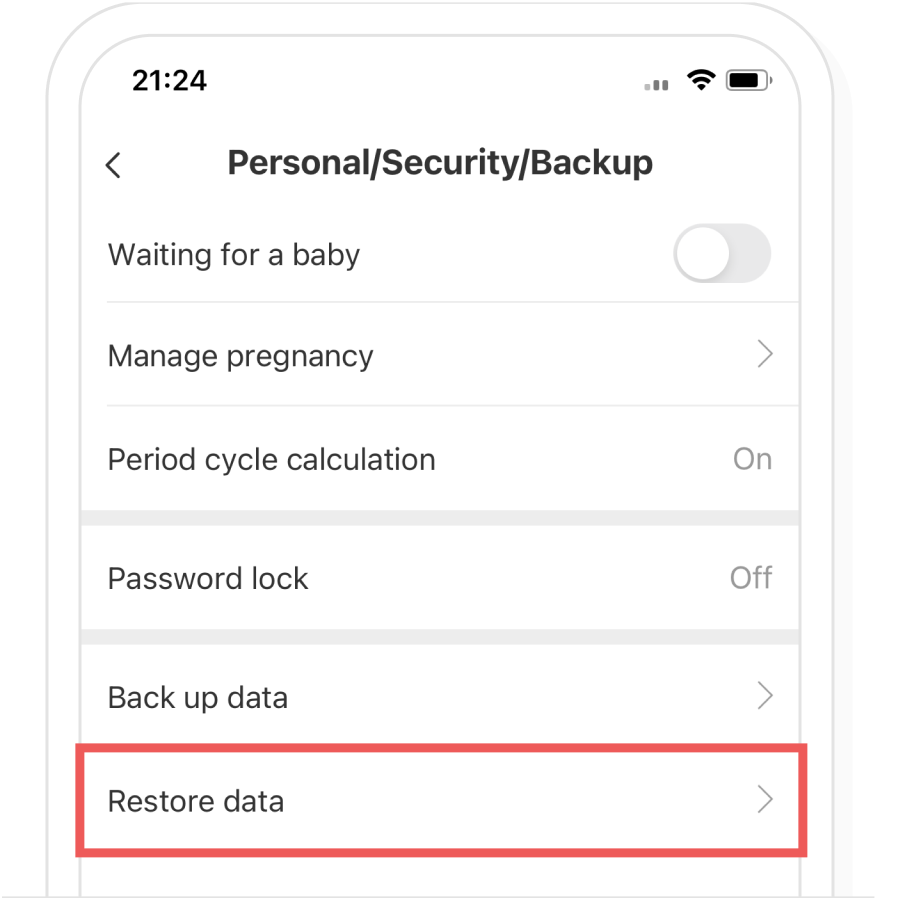 21:24
Personal/Security/Backup
Waiting for a baby
Manage pregnancy
Period cycle calculation On
Password lock Off
Back up data
Restore data